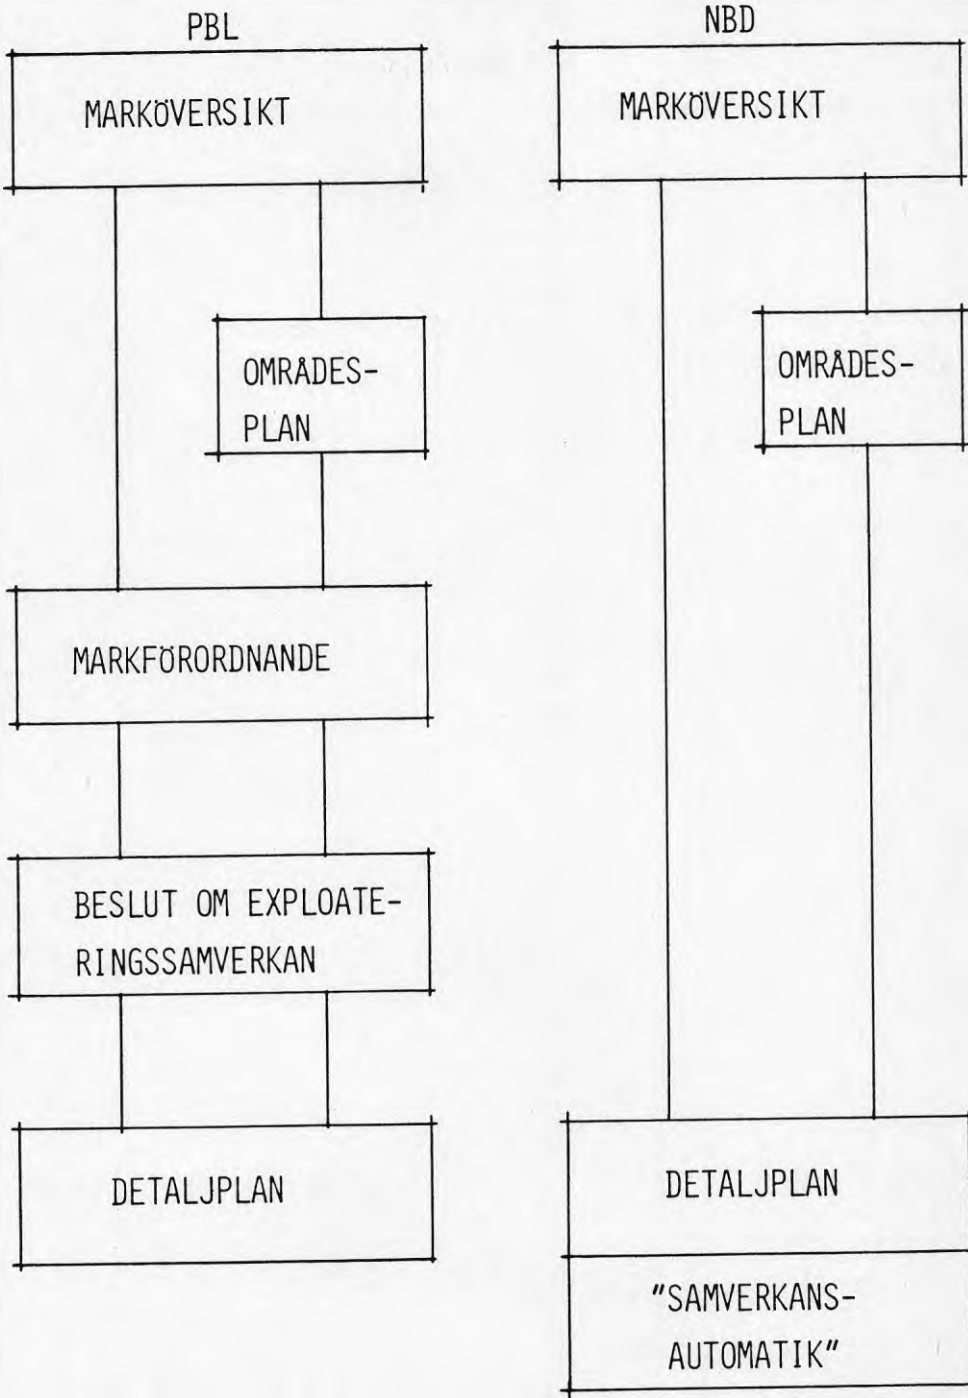 PBL
MARKÖVERSIKT
OMRÅDES-
PLAN
MARKFÖRORDNANDE
BESLUT OM EXPLOATE-
RINGSSAMVERKAN
DETALJPLAN
NBD
MARKÖVERSIKT
OMRÅDES-
PLAN
DETALJPLAN
"SAMVERKANS-
AUTOMATIK"